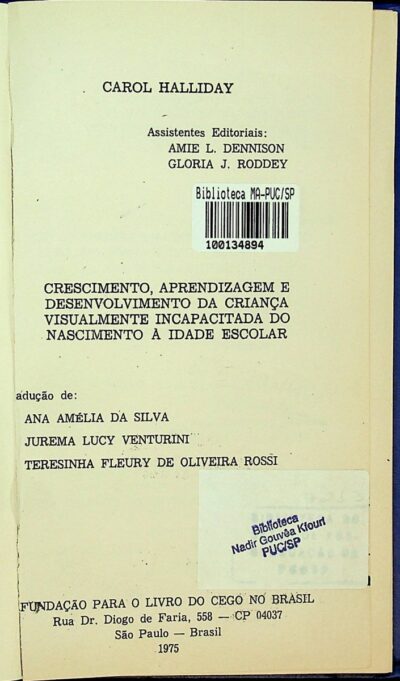 CAROL HALLIDAY
Assistentes Editoriais:
AMIE L. DENNISON
GLORIA J. RODDEY
Biblioteca MA-PUC/SP
100134894
CRESCIMENTO, APRENDIZAGEM E
DESENVOLVIMENTO DA CRIANÇA
VISUALMENTE INCAPACITADA DO
NASCIMENTO À IDADE ESCOLAR
adução de:
ANA AMÉLIA DA SILVA
JUREMA LUCY VENTURINI
TERESINHA FLEURY DE OLIVEIRA ROSSI
Biblioteca
Nadir Gouvêa Kfouri
PUC/SP
FUNDAÇÃO PARA O LIVRO DO CEGO NO BRASIL
Rua Dr. Diogo de Faria, 558 — CP 04037
São Paulo — Brasil
1975